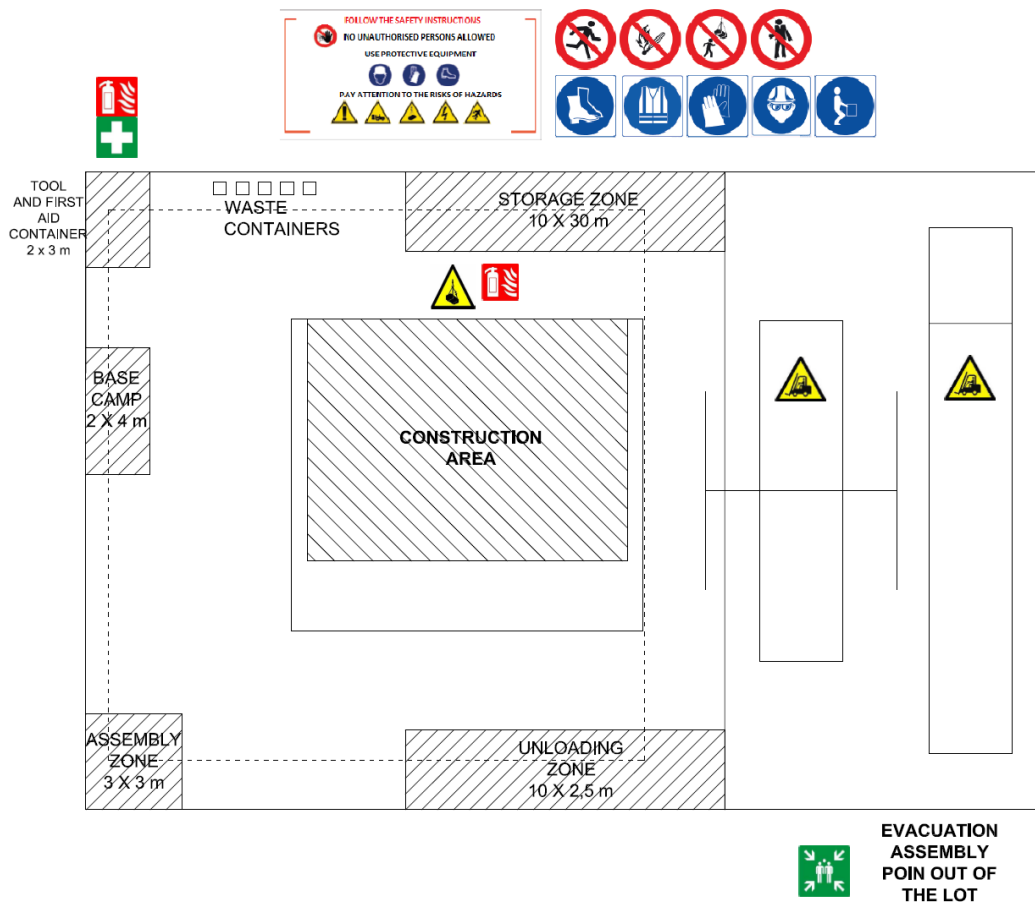 FOLLOW THE SAFETY INSTRUCTIONS
NO UNAUTHORISED PERSONS ALLOWED
USE PROTECTIVE EQUIPMENT
PAY ATTENTION TO THE RISKS OF HAZARDS
TOOL
AND FIRST
AID
CONTAINER
2 x 3 m
WASTE
CONTAINERS
STORAGE ZONE
10 X 30 m
BASE
CAMP
2 X 4 m
CONSTRUCTION
AREA
ASSEMBLY
ZONE
3 X 3 m
UNLOADING
ZONE
10 X 2,5 m
EVACUATION
ASSEMBLY
POIN OUT OF
THE LOT